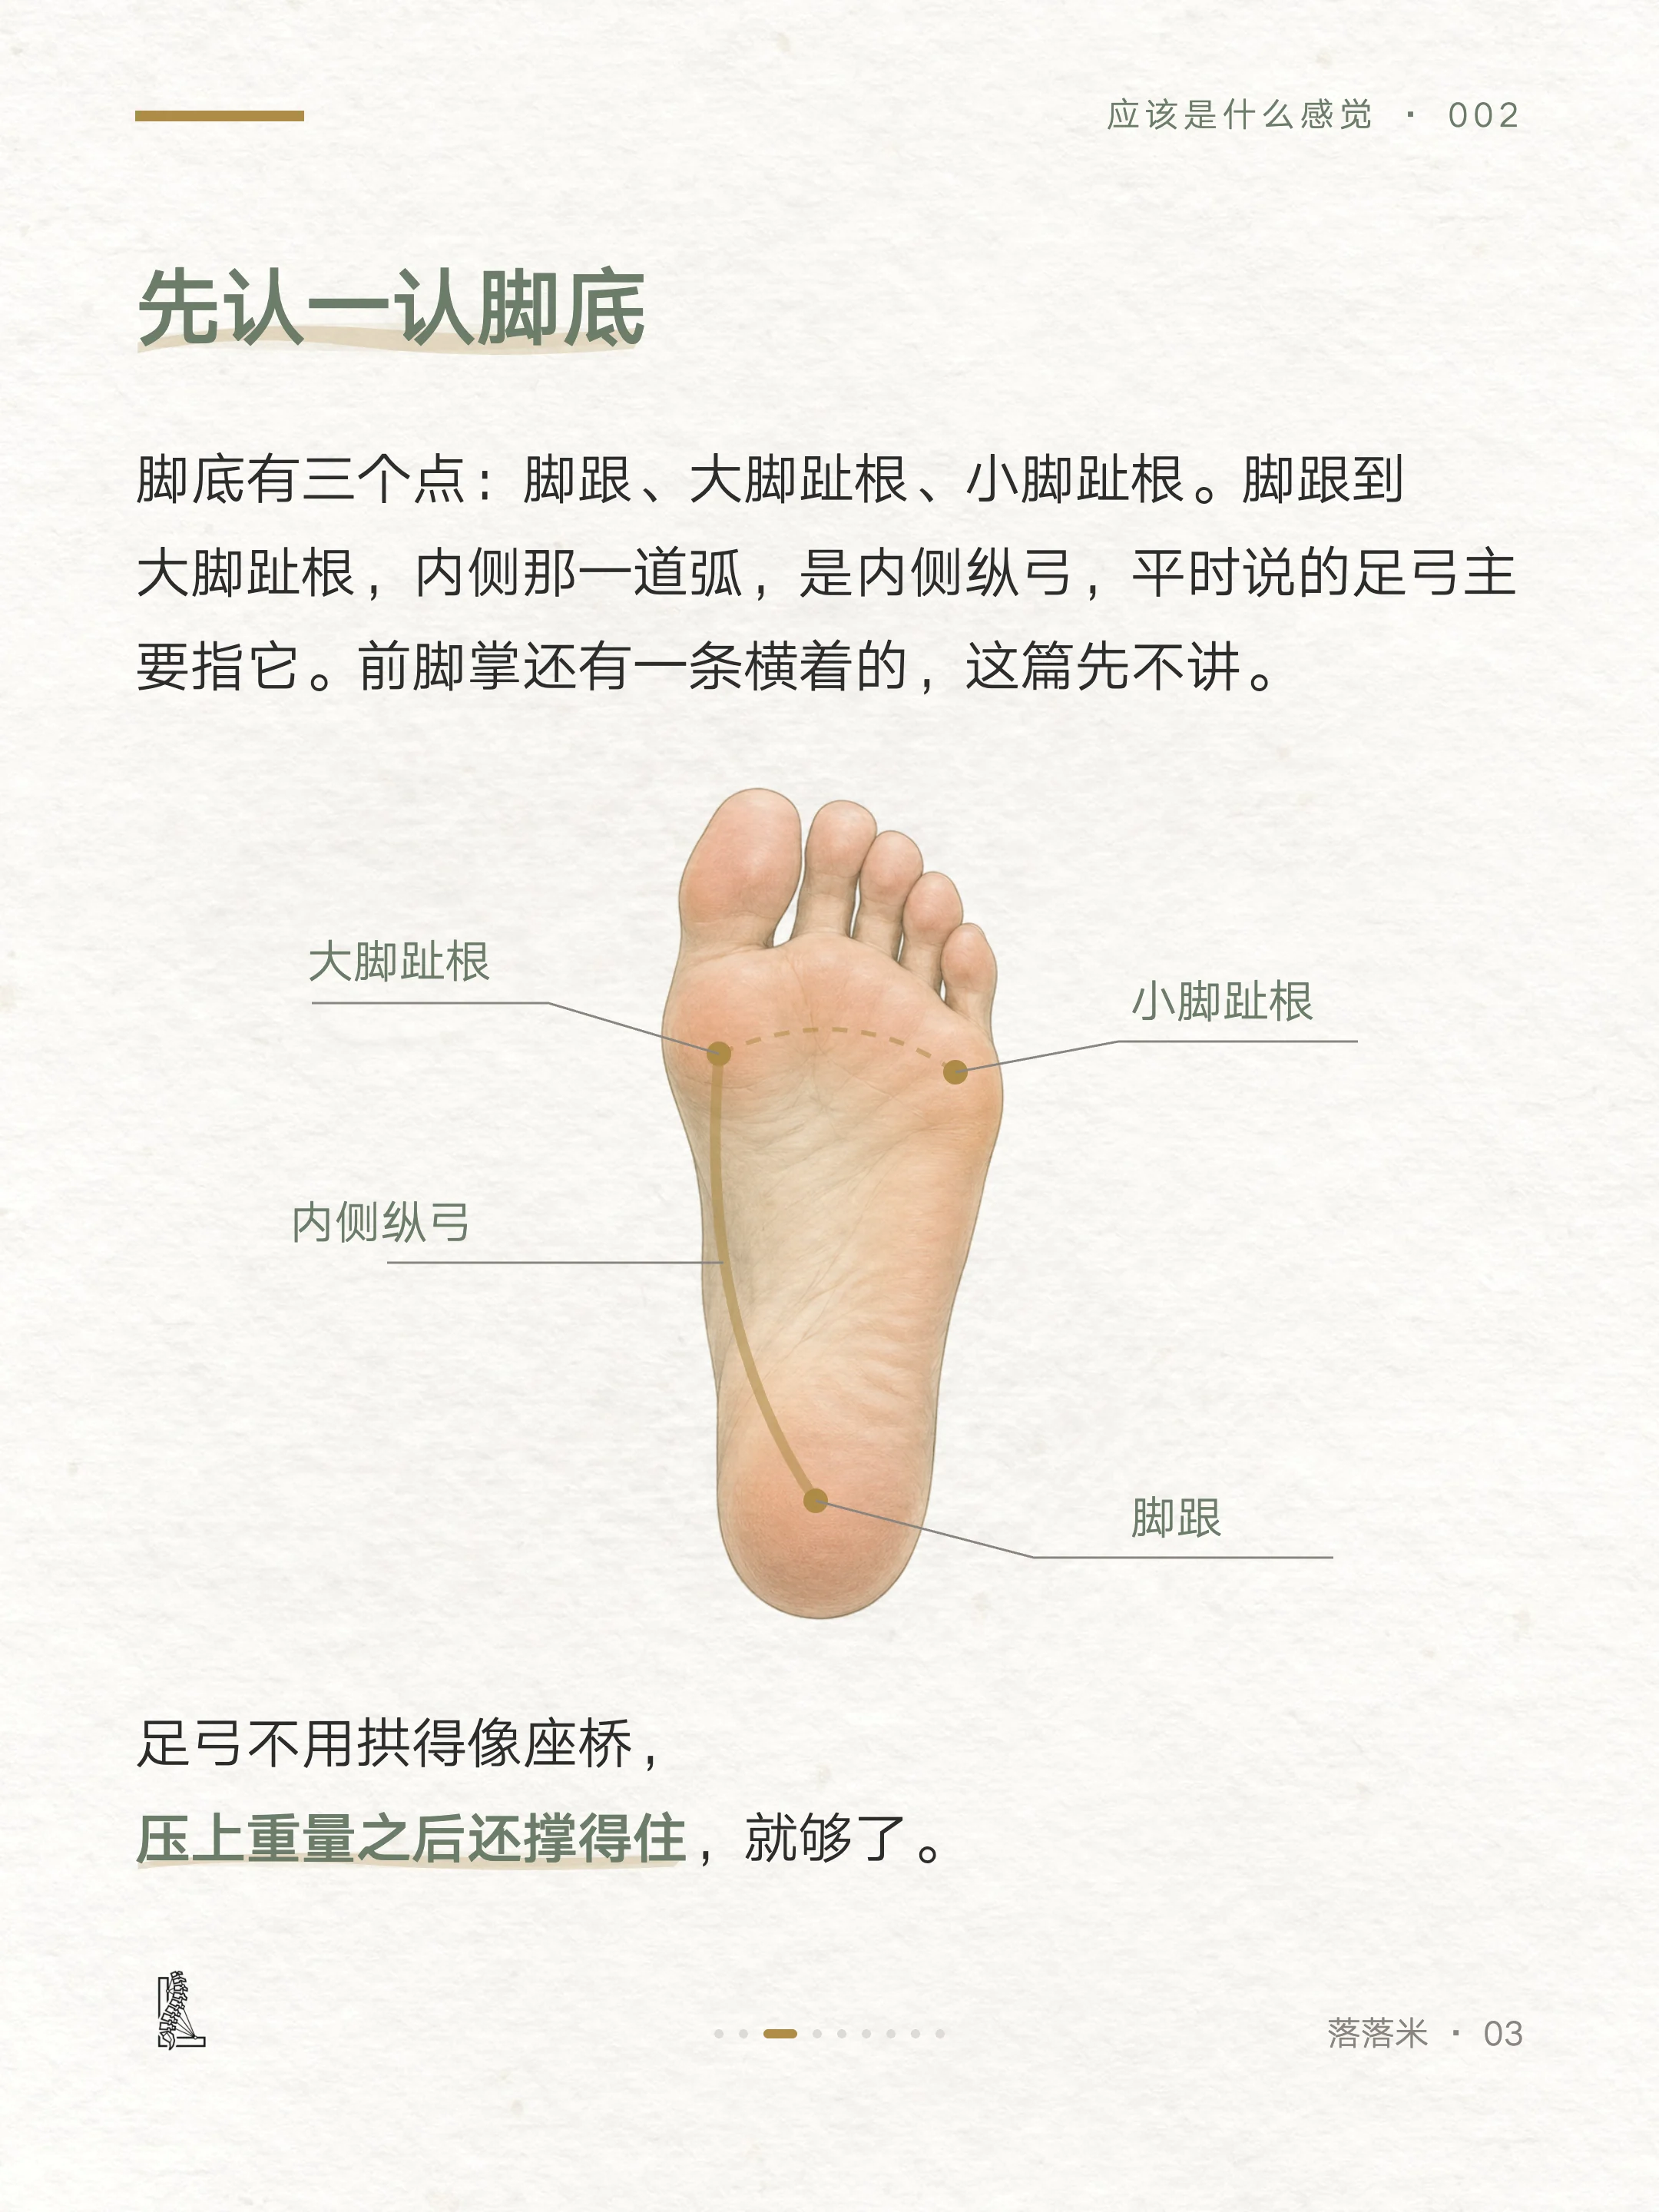 应该是什么感觉 · 002
先认一认脚底
脚底有三个点：脚跟、大脚趾根、小脚趾根。脚跟到
大脚趾根，内侧那一道弧，是内侧纵弓，平时说的足弓主
要指它。前脚掌还有一条横着的，这篇先不讲。
大脚趾根
小脚趾根
内侧纵弓
脚跟
足弓不用拱得像座桥，
压上重量之后还撑得住，就够了。
落落米 · 03